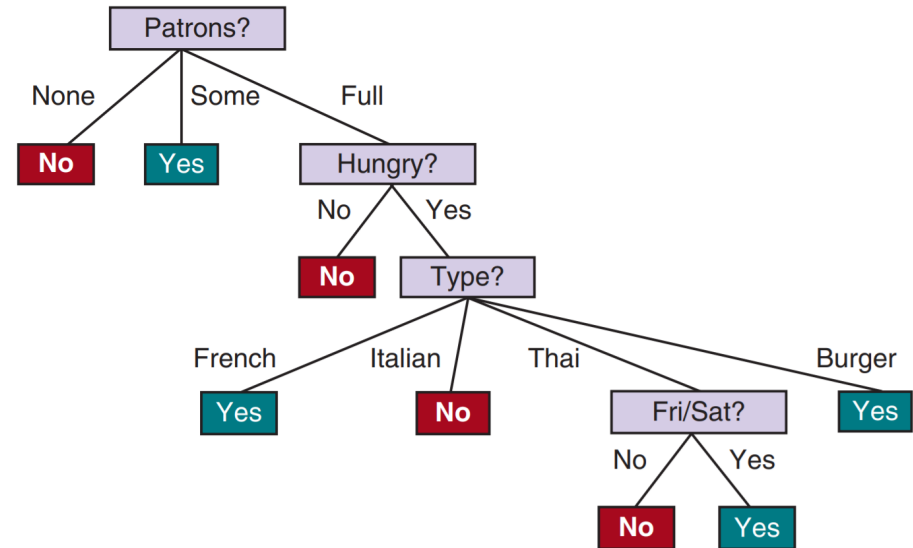 Patrons?
None Some Full
No Yes Hungry?
No Yes
No Type?
French Italian Thai Burger
Yes No Fri/Sat? Yes
No Yes
No Yes